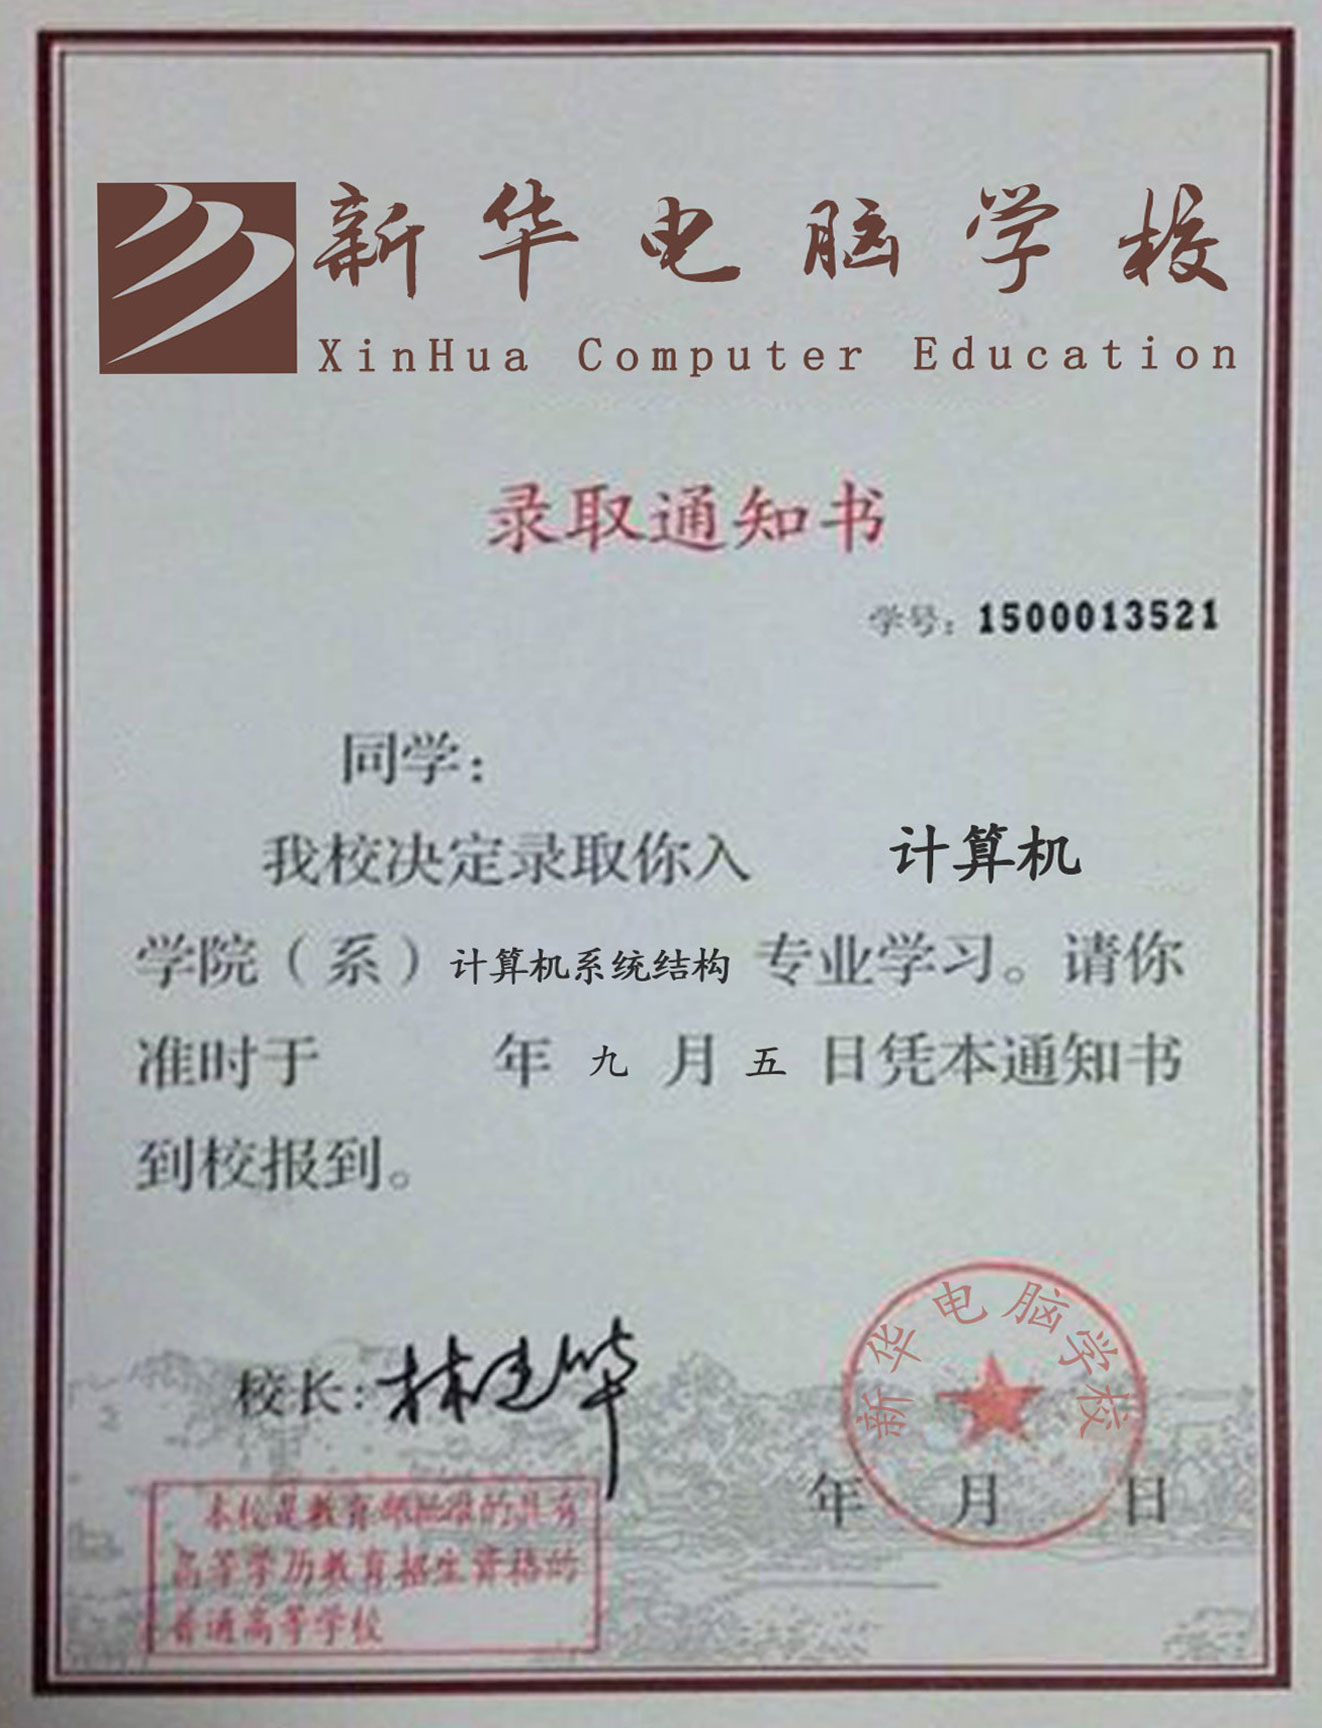 新华电脑学校
XinHua Computer Education
录取通知书
学号：1500013521
同学：
我校决定录取你入 计算机
学院（系）计算机系统结构 专业学习。请你
准时于 年 九 月 五 日凭本通知书
到校报到。
新华电脑学校
校长：林建华
年 月 日
本校是教育部批准的具有
高等学历教育招生资格的
普通高等学校